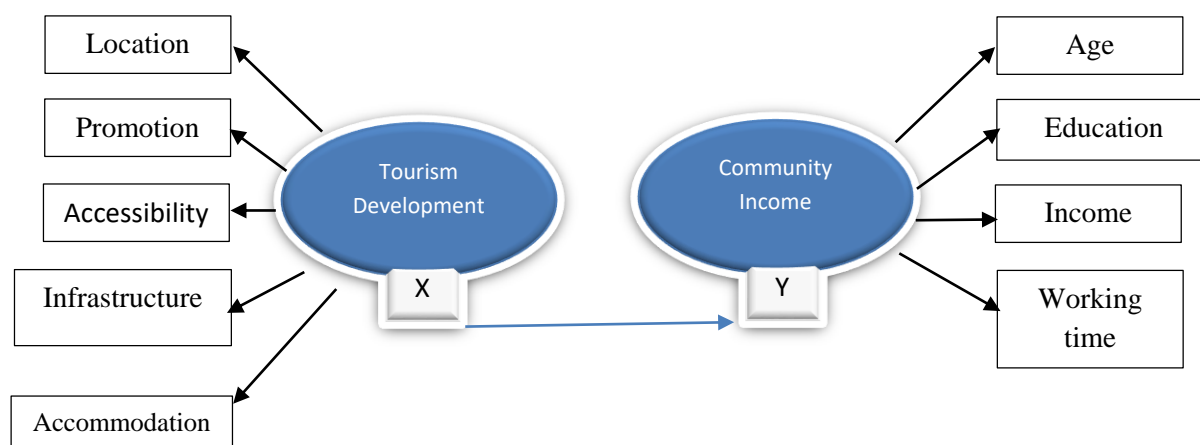 Location
Promotion
Accessibility
Infrastructure
Accommodation
Tourism
Development
X
Community
Income
Y
Age
Education
Income
Working
time